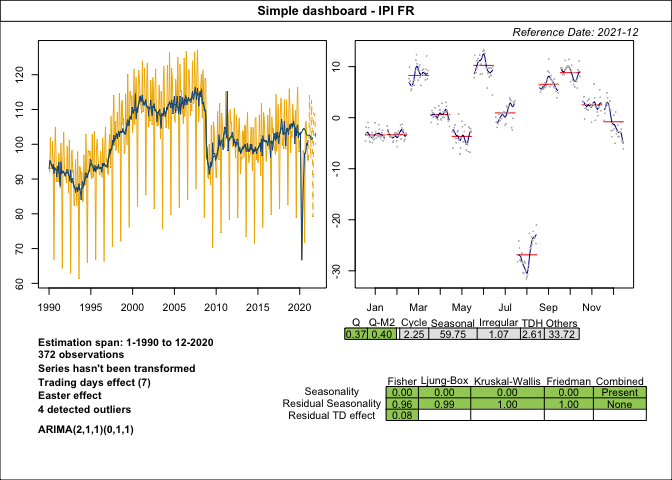 Simple dashboard - IPI FR
Reference Date: 2021-12
120
110
100
90
80
70
60
1990 1995 2000 2005 2010 2015 2020
10
0
-10
-20
-30
Jan Mar May Jul Sep Nov
Q Q-M2 Cycle Seasonal Irregular TDH Others
0.37 0.40 2.25 59.75 1.07 2.61 33.72
Estimation span: 1-1990 to 12-2020
372 observations
Series hasn't been transformed
Trading days effect (7)
Easter effect
4 detected outliers
ARIMA(2,1,1)(0,1,1)
Fisher Ljung-Box Kruskal-Wallis Friedman Combined
Seasonality 0.00 0.00 0.00 0.00 Present
Residual Seasonality 0.96 0.99 1.00 1.00 None
Residual TD effect 0.08